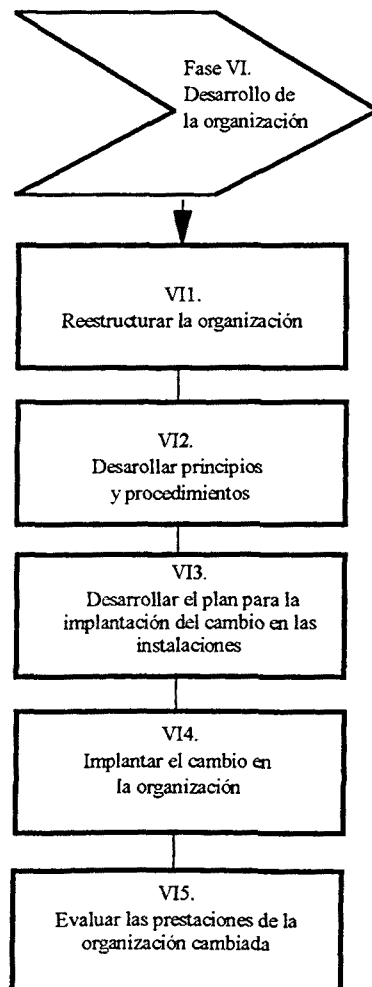 Fase VI.
Desarrollo de
la organización
VI1.
Reestructurar la organización
VI2.
Desarollar principios
y procedimientos
VI3.
Desarrollar el plan para la
implantación del cambio en las
instalaciones
VI4.
Implantar el cambio en
la organización
VI5.
Evaluar las prestaciones de la
organización cambiada